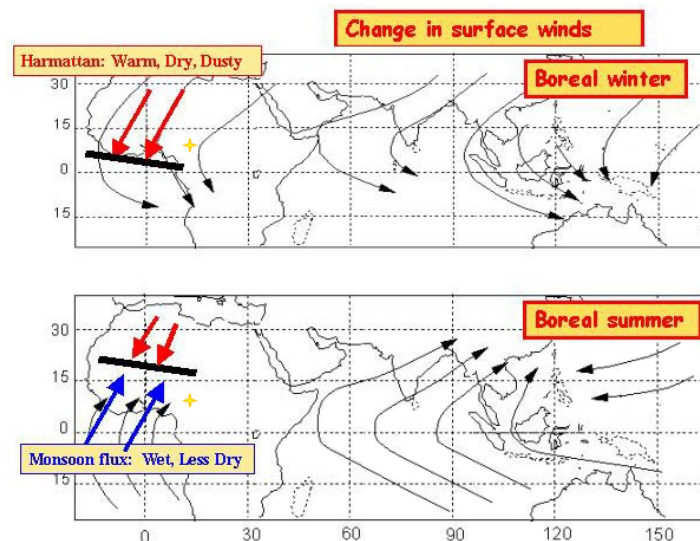 Change in surface winds
Harmattan: Warm, Dry, Dusty
Boreal winter
30
15
0
15
Boreal summer
30
15
0
Monsoon flux: Wet, Less Dry
15
0 30 60 90 120 150